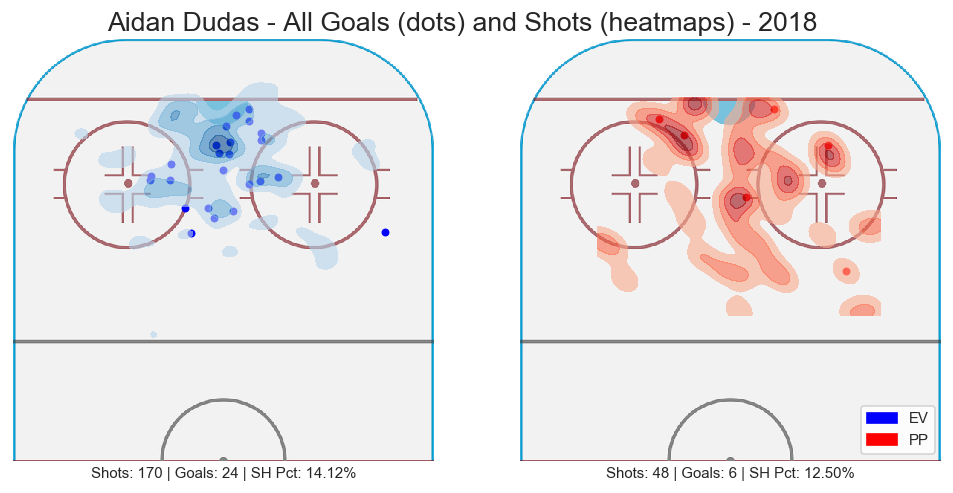 Aidan Dudas - All Goals (dots) and Shots (heatmaps) - 2018
EV
PP
Shots: 170 | Goals: 24 | SH Pct: 14.12%
Shots: 48 | Goals: 6 | SH Pct: 12.50%